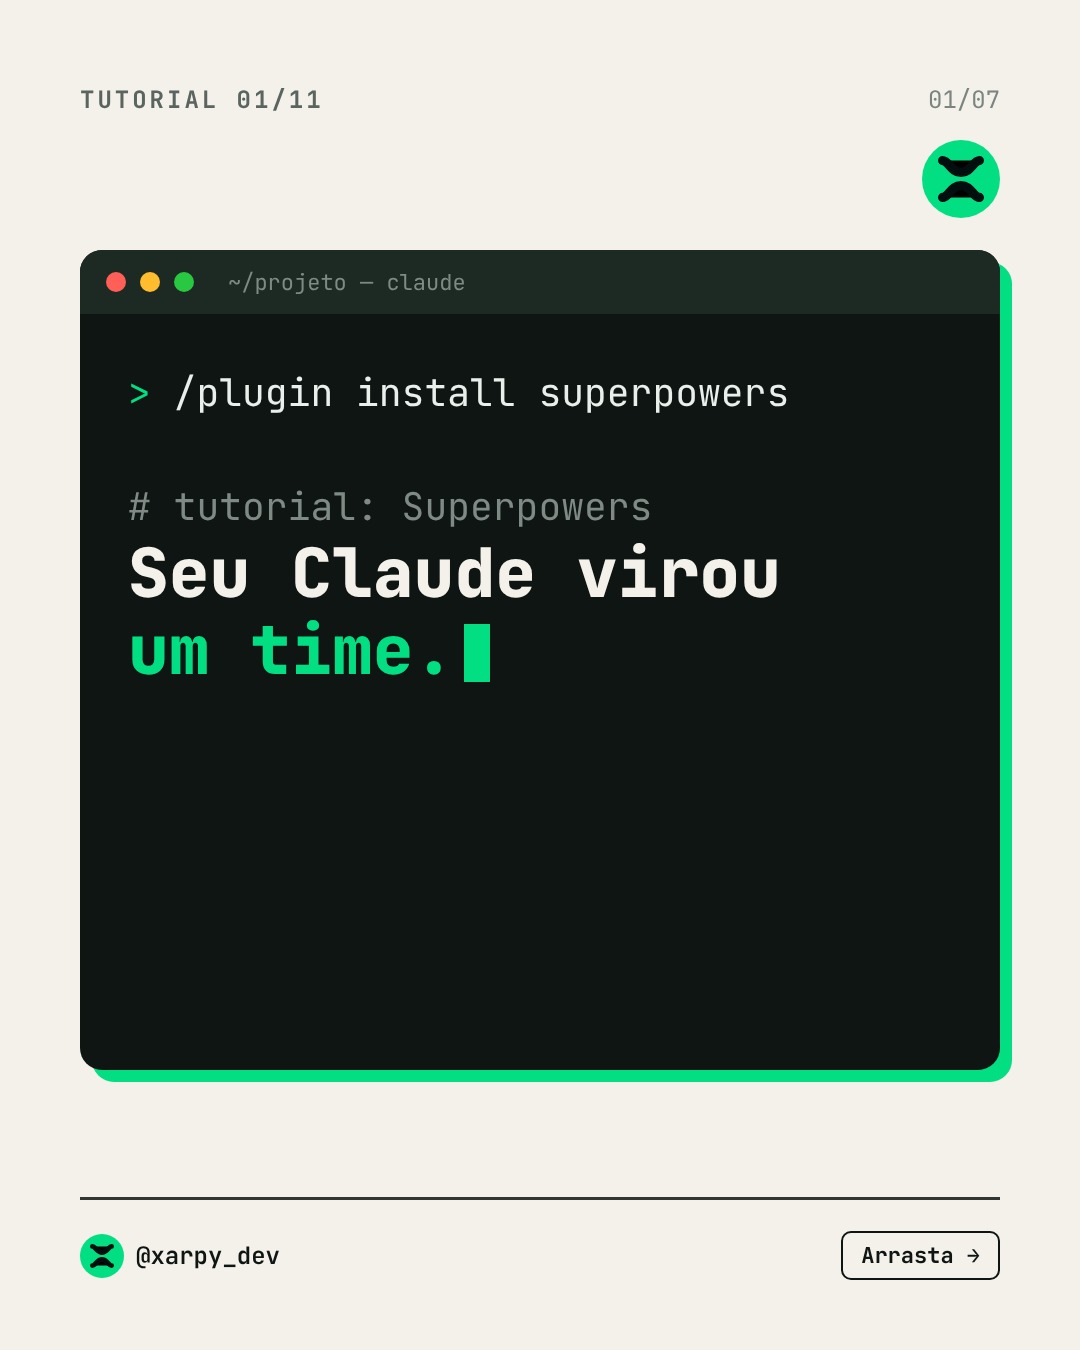 TUTORIAL 01/11
01/07
~/projeto — claude
> /plugin install superpowers
# tutorial: Superpowers
Seu Claude virou
um time.
@xarpy_dev
Arrasta →